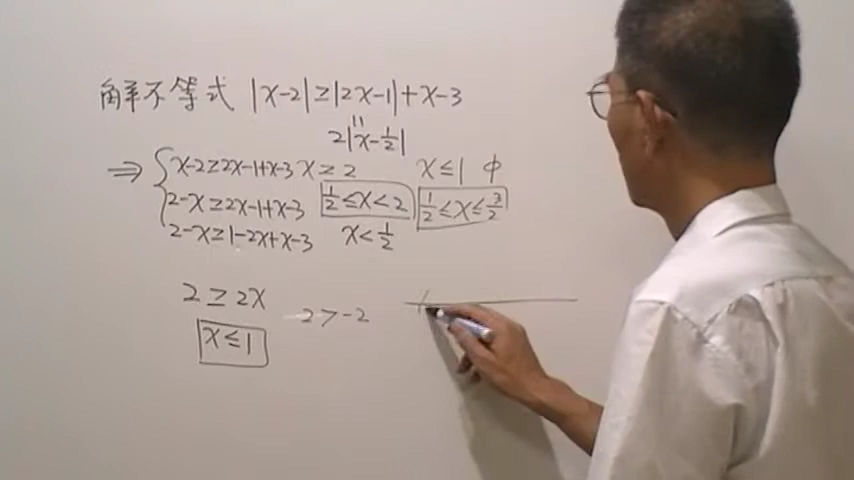 解不等式 |x-2|≥|2x-1|+x-3
=
2|x-1/2|
⇒ { x-2≥2x-1+x-3 x≥2 x≤1 ϕ
2-x≥2x-1+x-3 1/2≤x<2 1/2≤x≤3/2
2-x≥1-2x+x-3 x<1/2
2≥2x
2>-2
x≤1